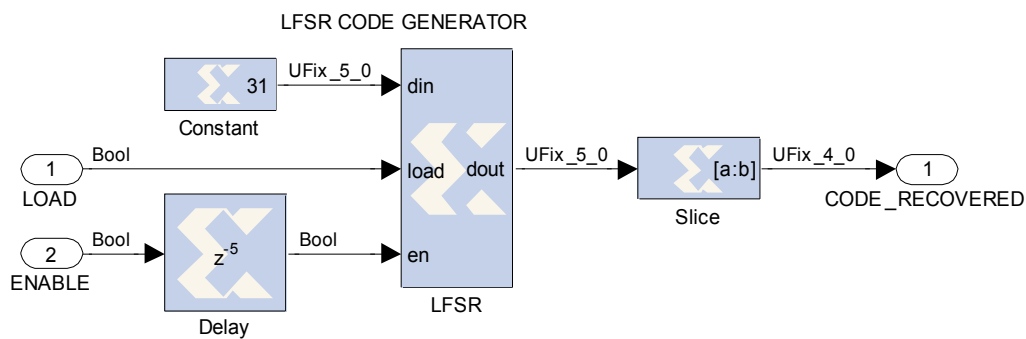 LFSR CODE GENERATOR
UFix_5_0
31
din
Constant
Bool
1
load
dout
UFix_5_0
[a:b]
UFix_4_0
1
LOAD
CODE_RECOVERED
Slice
Bool
2
z-5
Bool
en
ENABLE
LFSR
Delay